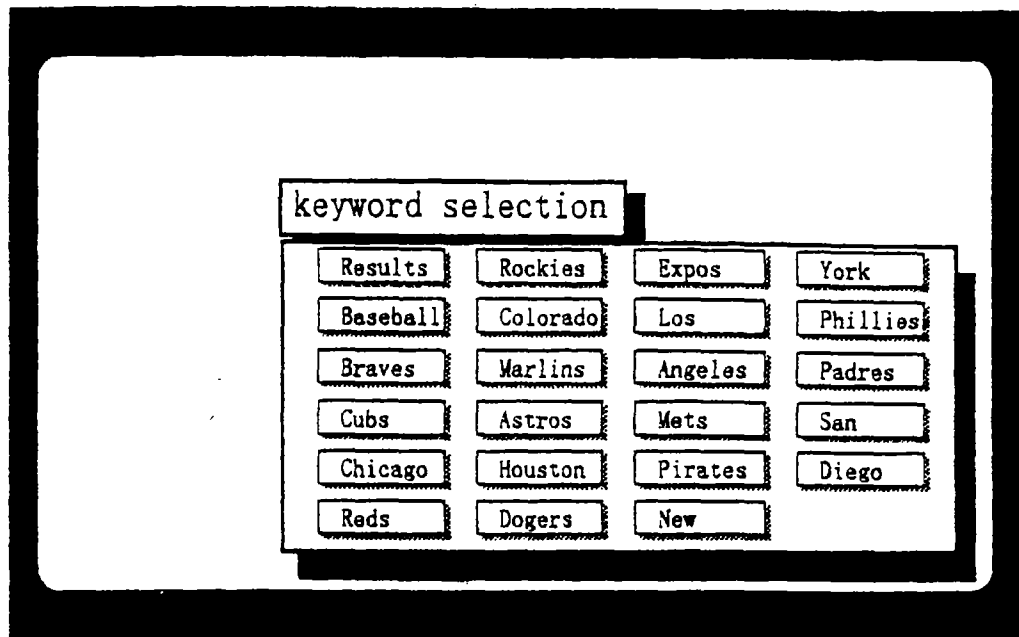 keyword selection
Results Rockies Expos York
Baseball Colorado Los Phillies
Braves Marlins Angeles Padres
Cubs Astros Mets San
Chicago Houston Pirates Diego
Reds Dogers New